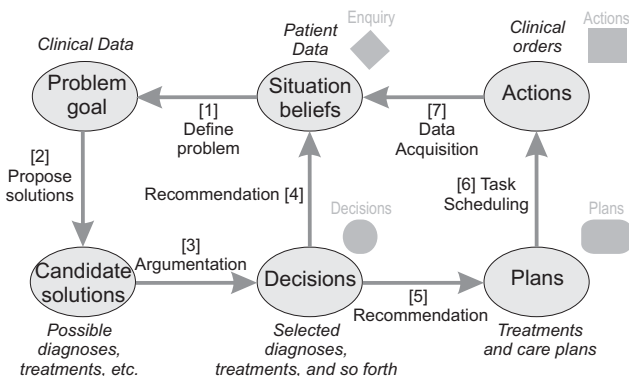 Clinical Data
Patient
Data
Enquiry
Clinical
orders
Actions
Problem
goal
Situation
beliefs
Actions
[1]
Define
problem
[7]
Data
Acquisition
[2]
Propose
solutions
Recommendation [4]
[6] Task
Scheduling
Decisions
Plans
Candidate
solutions
[3]
Argumentation
Decisions
[5]
Recommendation
Plans
Possible
diagnoses,
treatments, etc.
Selected
diagnoses,
treatments, and so forth
Treatments
and care plans